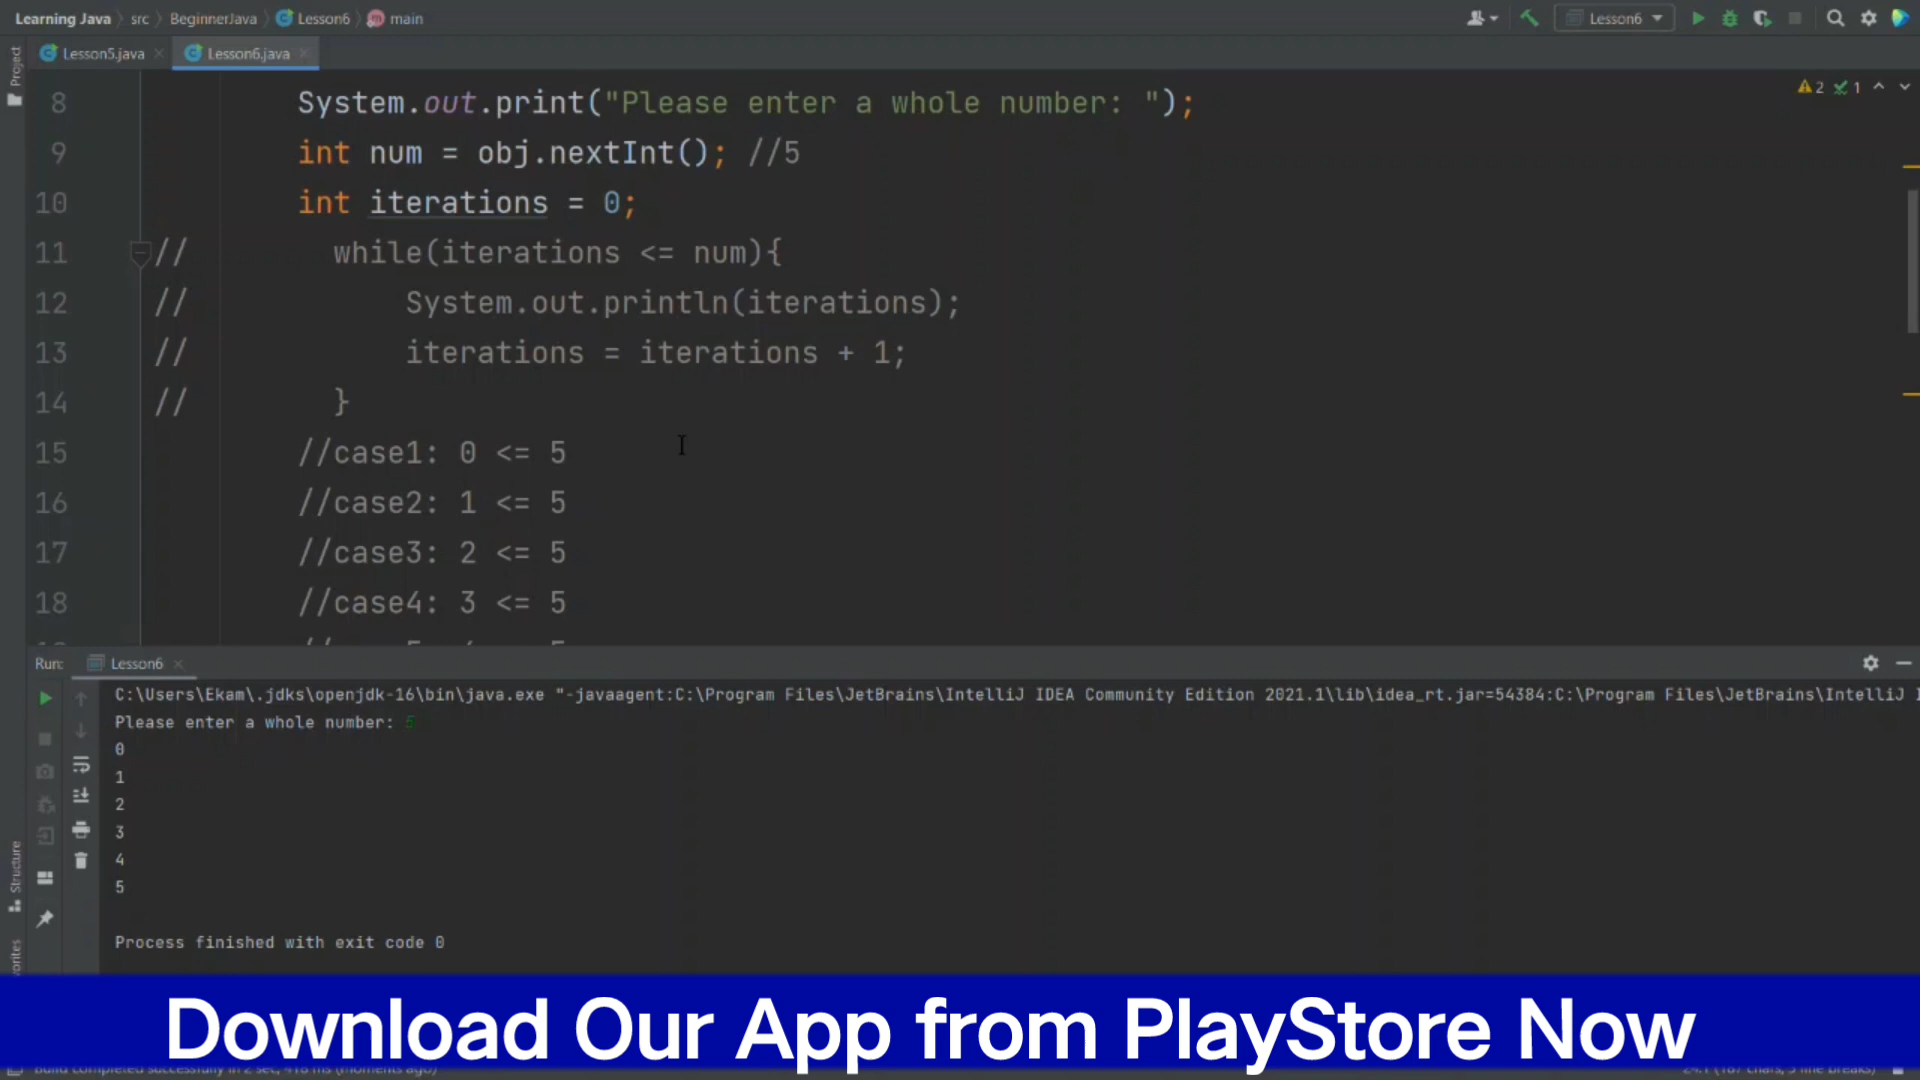 Learning Java src BeginnerJava Lesson6 main Lesson6
Project
Lesson5.java Lesson6.java
2 1
8 System.out.print("Please enter a whole number: ");
9 int num = obj.nextInt(); //5
10 int iterations = 0;
11 // while(iterations <= num){
12 // System.out.println(iterations);
13 // iterations = iterations + 1;
14 // }
15 //case1: 0 <= 5
16 //case2: 1 <= 5
17 //case3: 2 <= 5
18 //case4: 3 <= 5
Run: Lesson6
C:\Users\Ekam\.jdks\openjdk-16\bin\java.exe "-javaagent:C:\Program Files\JetBrains\IntelliJ IDEA Community Edition 2021.1\lib\idea_rt.jar=54384:C:\Program Files\JetBrains\IntelliJ
Please enter a whole number: 5
0
1
2
3
4
5
Structure
Process finished with exit code 0
Download Our App from PlayStore Now